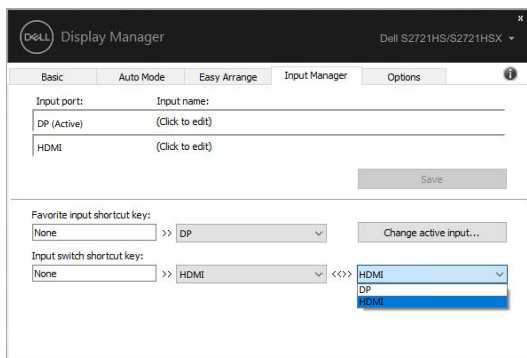 DELL Display Manager Dell S2721HS/S2721HSX
x
Basic Auto Mode Easy Arrange Input Manager Options
Input port: Input name:
DP (Active) (Click to edit)
HDMI (Click to edit)
Save
Favorite input shortcut key:
None >> DP Change active input...
Input switch shortcut key:
None >> HDMI <<>> HDMI
DP
HDMI